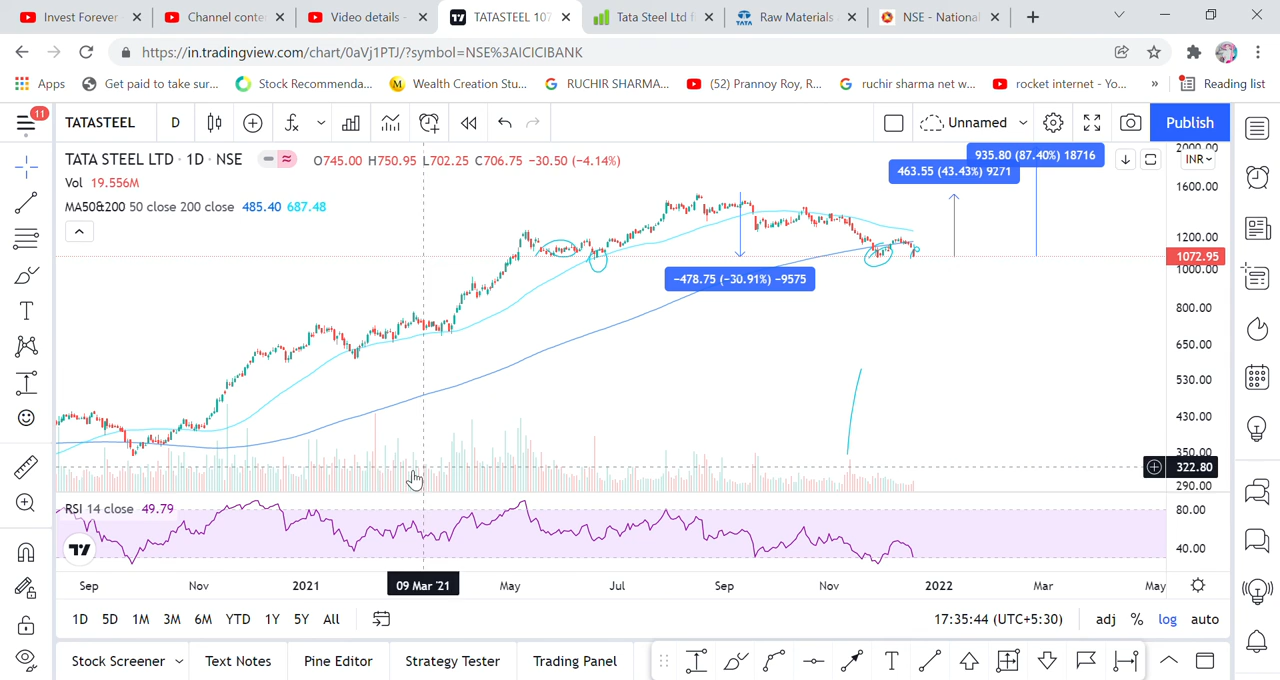 Invest Forever
Channel conte
Video details -
TATASTEEL 107
Tata Steel Ltd f
Raw Materials
NSE - National
https://in.tradingview.com/chart/0aVj1PTJ/?symbol=NSE%3AICICIBANK
Apps
Get paid to take sur...
Stock Recommenda...
Wealth Creation Stu...
RUCHIR SHARMA...
(52) Prannoy Roy, R...
ruchir sharma net w...
rocket internet - Yo...
»
Reading list
11
TATASTEEL
D
Unnamed
Publish
TATA STEEL LTD · 1D · NSE
O745.00 H750.95 L702.25 C706.75 −30.50 (−4.14%)
Vol 19.556M
MA50&200 50 close 200 close 485.40 687.48
935.80 (87.40%) 18716
463.55 (43.43%) 9271
−478.75 (−30.91%) −9575
2000.00
INR
1600.00
1200.00
1072.95
1000.00
800.00
650.00
530.00
430.00
350.00
322.80
290.00
RSI 14 close 49.79
80.00
40.00
Sep
Nov
2021
09 Mar '21
May
Jul
Sep
Nov
2022
Mar
May
1D 5D 1M 3M 6M YTD 1Y 5Y All
17:35:44 (UTC+5:30)
adj % log auto
Stock Screener
Text Notes
Pine Editor
Strategy Tester
Trading Panel